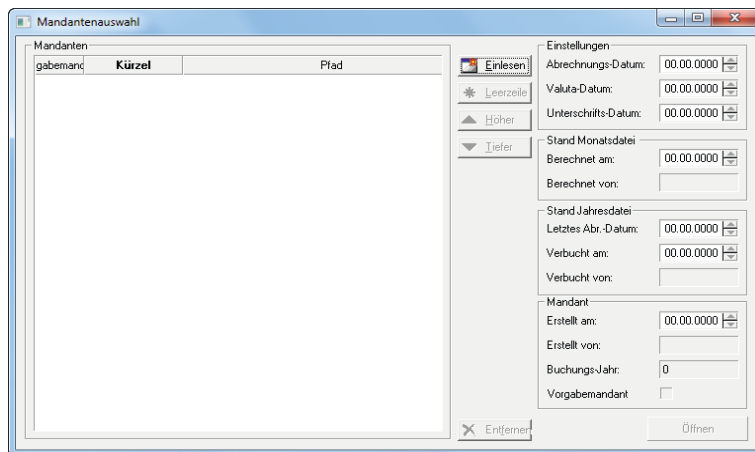 Mandantenauswahl
Mandanten
gabemand Kürzel Pfad
Einlesen
Leerzeile
Höher
Tiefer
Entfernen
Einstellungen
Abrechnungs-Datum: 00.00.0000
Valuta-Datum: 00.00.0000
Unterschrifts-Datum: 00.00.0000
Stand Monatsdatei
Berechnet am: 00.00.0000
Berechnet von:
Stand Jahresdatei
Letztes Abr.-Datum: 00.00.0000
Verbucht am: 00.00.0000
Verbucht von:
Mandant
Erstellt am: 00.00.0000
Erstellt von:
Buchungs-Jahr: 0
Vorgabemandant
Öffnen